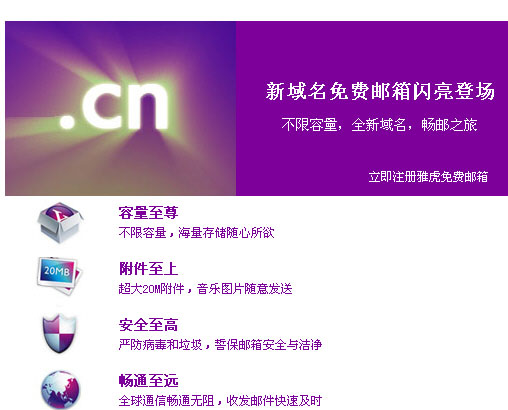 .cn
新域名免费邮箱闪亮登场
不限容量，全新域名，畅邮之旅
立即注册雅虎免费邮箱
容量至尊
不限容量，海量存储随心所欲
20MB
附件至上
超大20M附件，音乐图片随意发送
安全至高
严防病毒和垃圾，誓保邮箱安全与洁净
畅通至远
全球通信畅通无阻，收发邮件快速及时